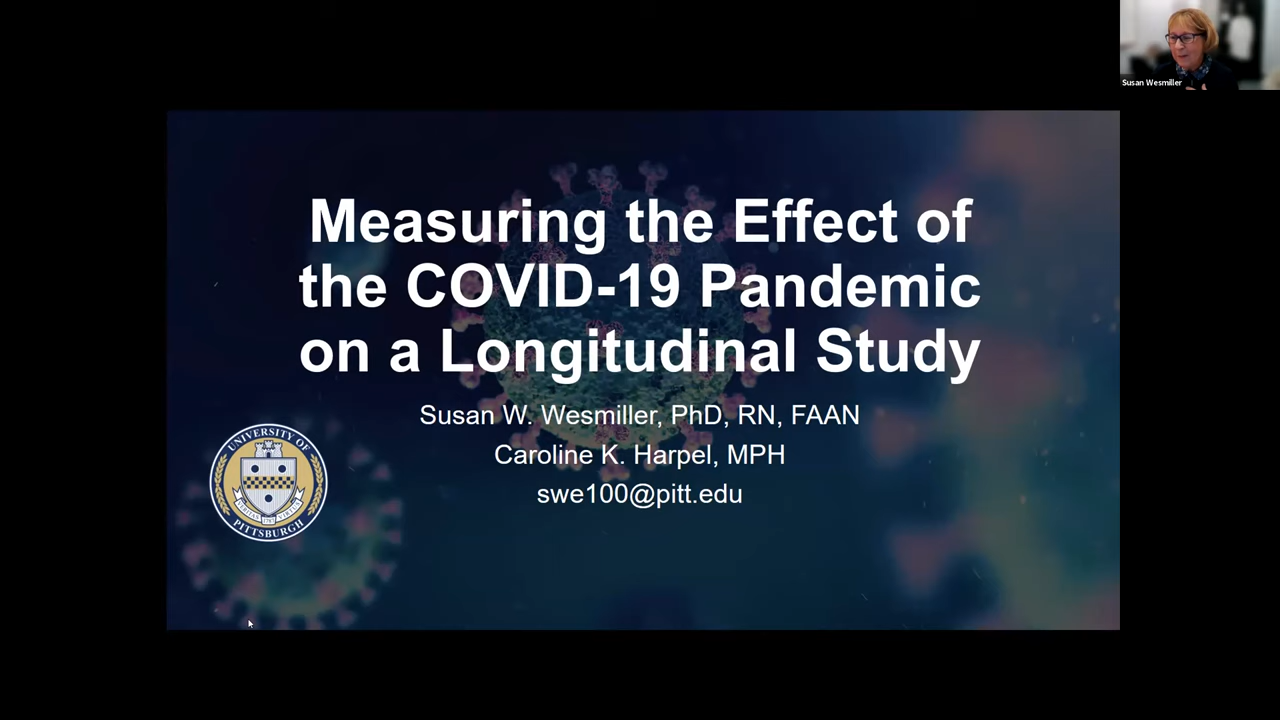 Susan Wesmiller
Measuring the Effect of
the COVID-19 Pandemic
on a Longitudinal Study
Susan W. Wesmiller, PhD, RN, FAAN
Caroline K. Harpel, MPH
swe100@pitt.edu
UNIVERSITY OF
PITTSBURGH